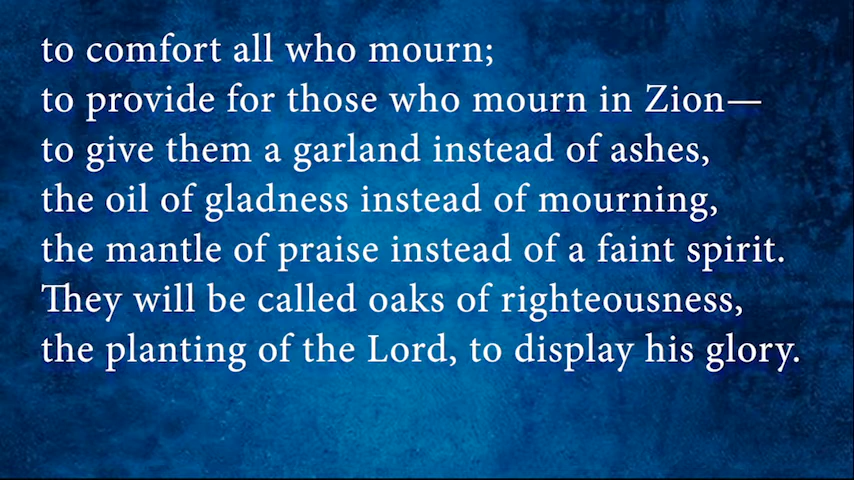 to comfort all who mourn;
to provide for those who mourn in Zion—
to give them a garland instead of ashes,
the oil of gladness instead of mourning,
the mantle of praise instead of a faint spirit.
They will be called oaks of righteousness,
the planting of the Lord, to display his glory.